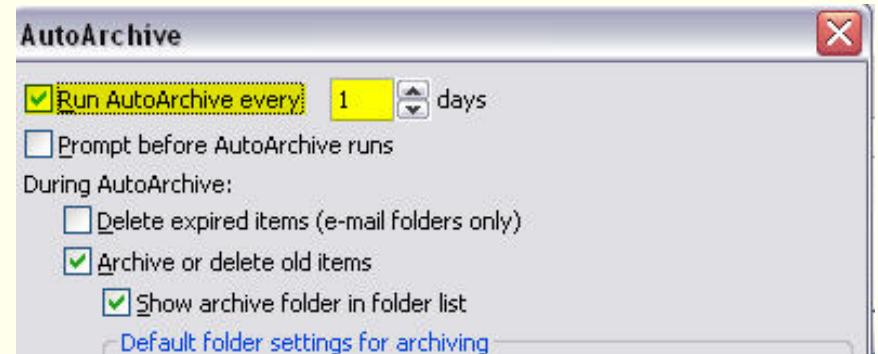 AutoArchive
Run AutoArchive every 1 days
Prompt before AutoArchive runs
During AutoArchive:
Delete expired items (e-mail folders only)
Archive or delete old items
Show archive folder in folder list
Default folder settings for archiving